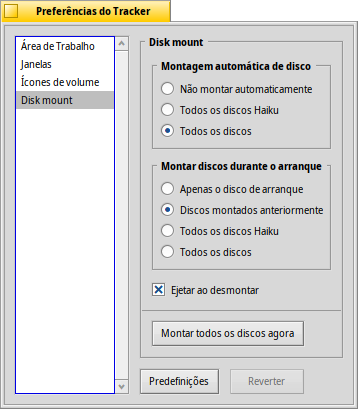 Preferências do Tracker
Área de Trabalho
Janelas
Ícones de volume
Disk mount
Disk mount
Montagem automática de disco
Não montar automaticamente
Todos os discos Haiku
Todos os discos
Montar discos durante o arranque
Apenas o disco de arranque
Discos montados anteriormente
Todos os discos Haiku
Todos os discos
Ejetar ao desmontar
Montar todos os discos agora
Predefinições
Reverter